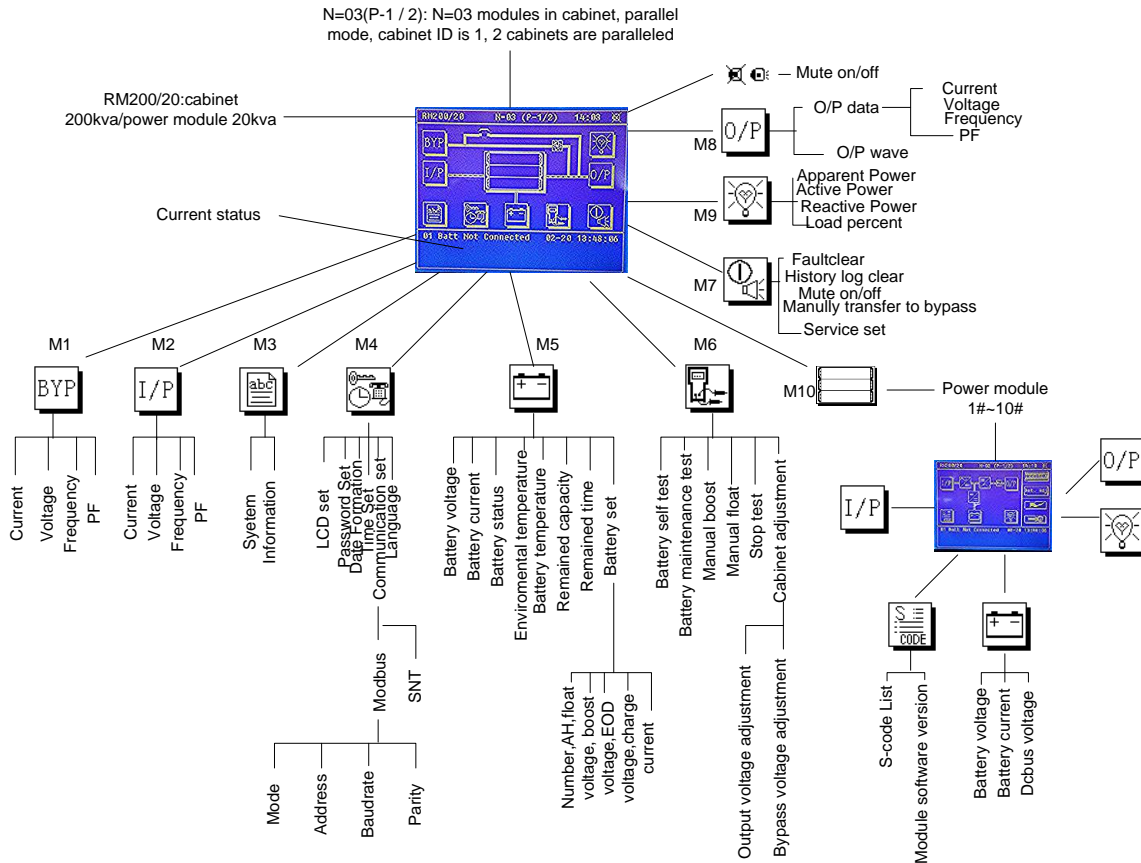 N=03(P-1 / 2): N=03 modules in cabinet, parallel
mode, cabinet ID is 1, 2 cabinets are paralleled
RM200/20:cabinet
200kva/power module 20kva
Mute on/off
RM200/20 N-03 (P-1/2) 14:03
BYP
I/P
O/P
01 Batt Not Connected 02-20 13:48:06
Current status
M8
O/P
O/P data
Current
Voltage
Frequency
PF
O/P wave
M9
Apparent Power
Active Power
Reactive Power
Load percent
M7
Faultclear
History log clear
Mute on/off
Manully transfer to bypass
Service set
M1
BYP
Current
Voltage
Frequency
PF
M2
I/P
Current
Voltage
Frequency
PF
M3
abc
System
Information
M4
LCD set
Password Set
Date Formation
Time Set
Communication set
Language
Modbus
SNT
Mode
Address
Baudrate
Parity
M5
Battery voltage
Battery current
Battery status
Enviromental temperature
Battery temperature
Remained capacity
Remained time
Battery set
Number,AH,float
voltage, boost
voltage,EOD
voltage,charge
current
M6
Battery self test
Battery maintenance test
Manual boost
Manual float
Stop test
Cabinet adjustment
Output voltage adjustment
Bypass voltage adjustment
M10
Power module
1#~10#
I/P
O/P
S
CODE
S-code List
Module software version
Battery voltage
Battery current
Dcbus voltage